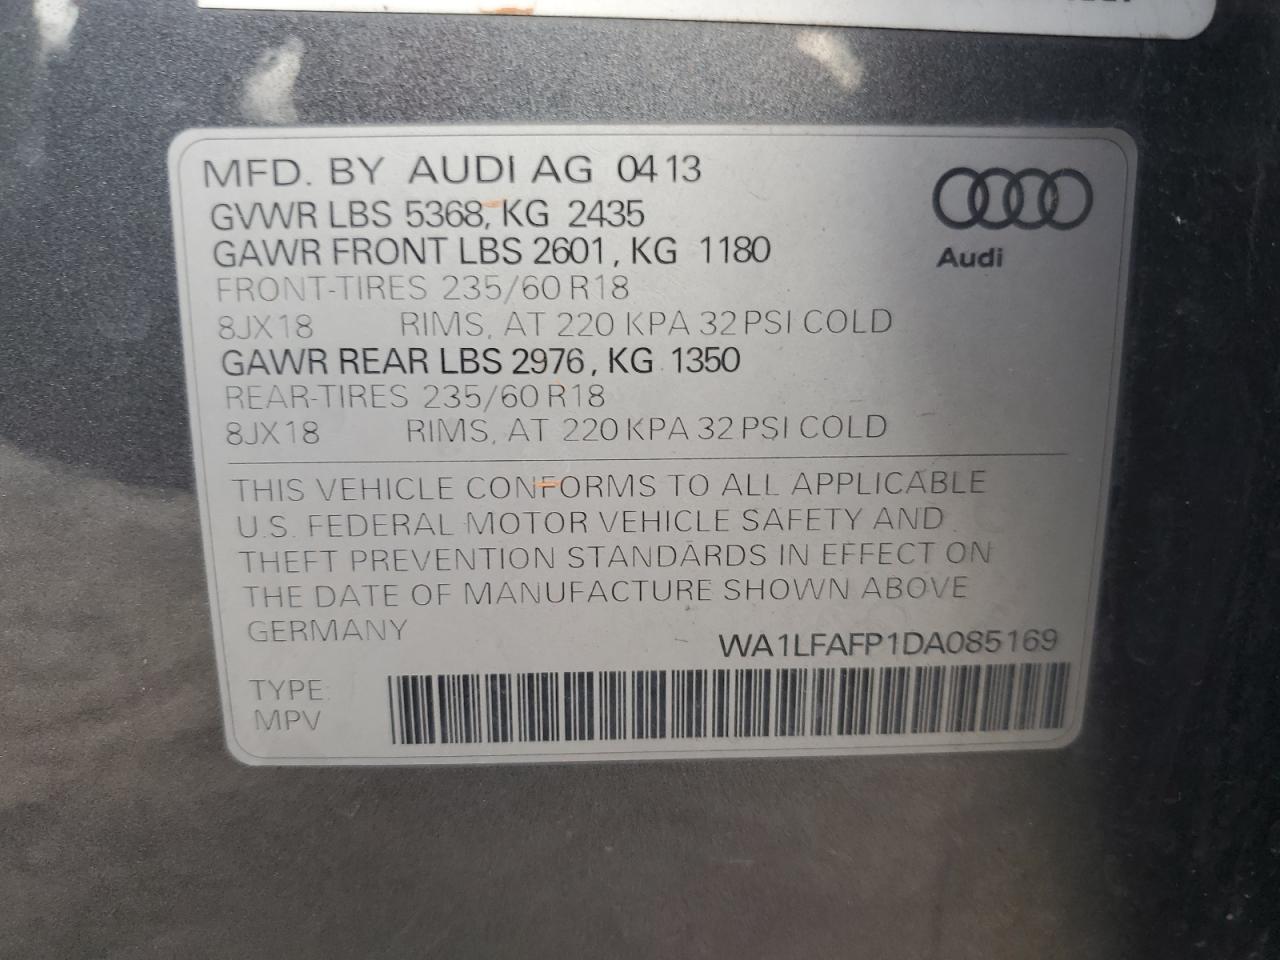 MFD. BY AUDI AG 04 13
GVWR LBS 5368, KG 2435
GAWR FRONT LBS 2601, KG 1180
FRONT-TIRES 235/60 R18
8JX18 RIMS, AT 220 KPA 32 PSI COLD
GAWR REAR LBS 2976, KG 1350
REAR-TIRES 235/60 R18
8JX18 RIMS, AT 220 KPA 32 PSI COLD
Audi
THIS VEHICLE CONFORMS TO ALL APPLICABLE
U.S. FEDERAL MOTOR VEHICLE SAFETY AND
THEFT PREVENTION STANDARDS IN EFFECT ON
THE DATE OF MANUFACTURE SHOWN ABOVE
GERMANY
WA1LFAFP1DA085169
TYPE:
MPV